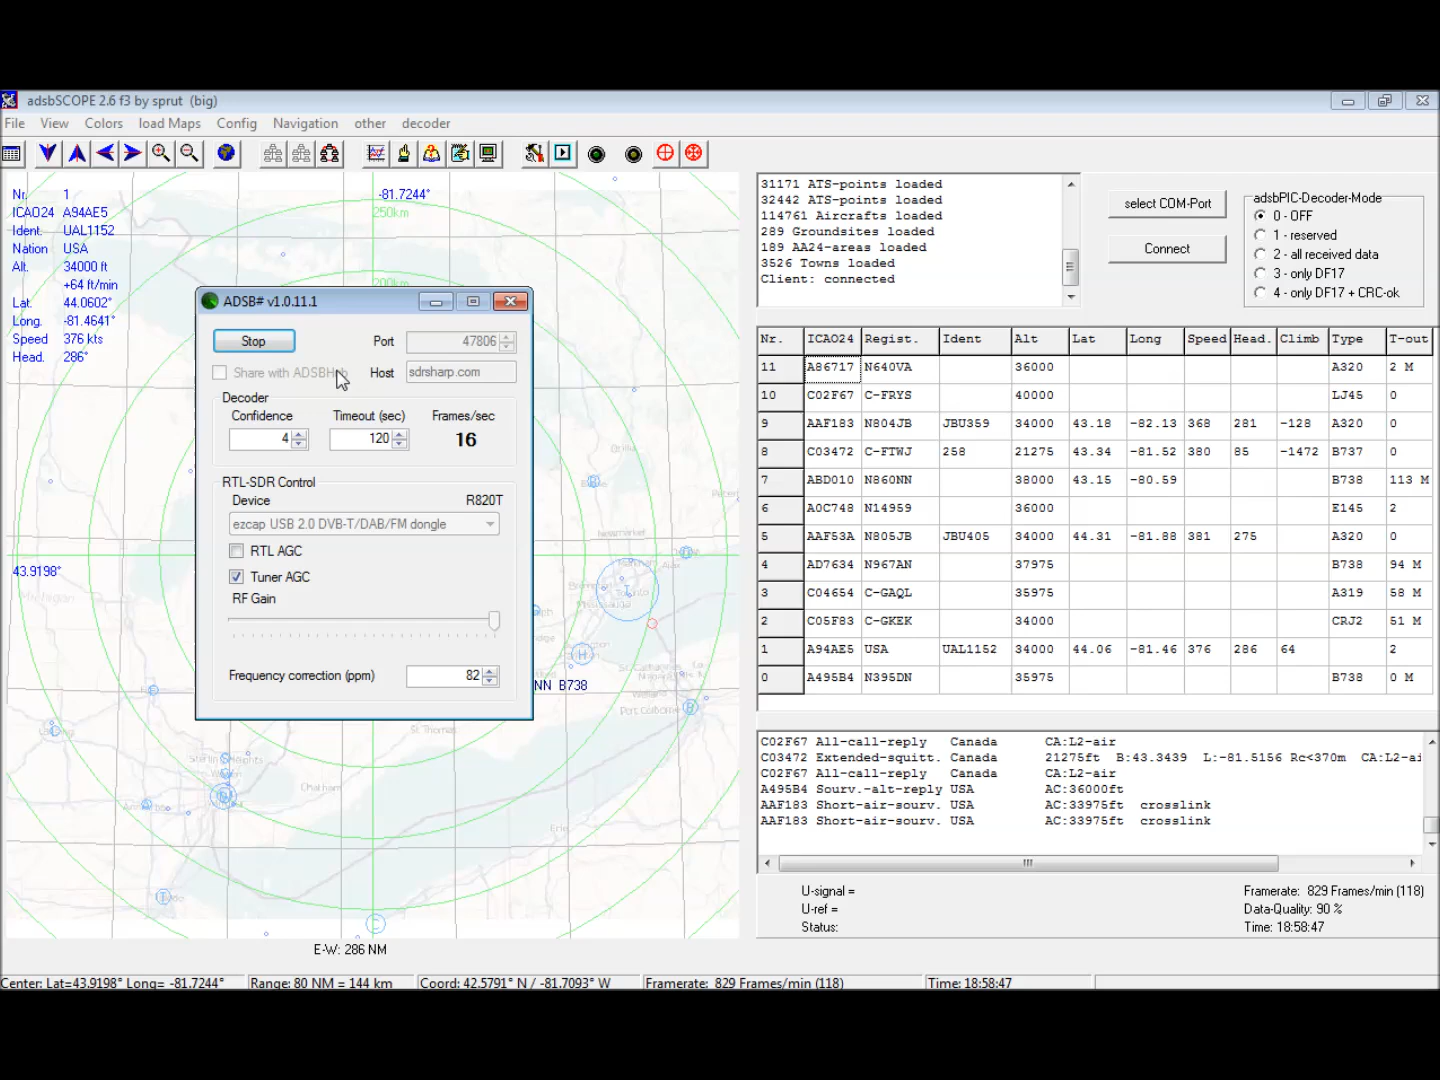 adsbSCOPE 2.6 f3 by sprut (big)
File View Colors load Maps Config Navigation other decoder
Nr. 1
ICAO24 A94AE5
Ident. UAL1152
Nation USA
Alt. 34000 ft
+64 ft/min
Lat. 44.0602°
Long. -81.4641°
Speed 376 kts
Head. 286°
-81.7244°
250km
200km
43.9198°
ADSB# v1.0.11.1
Stop
Port 47806
Share with ADSBHub
Host sdrsharp.com
Decoder
Confidence Timeout (sec) Frames/sec
4 120 16
RTL-SDR Control
Device R820T
ezcap USB 2.0 DVB-T/DAB/FM dongle
RTL AGC
Tuner AGC
RF Gain
Frequency correction (ppm) 82
NN B738
Toronto
Mississauga
Port Colborne
St. Thomas
Sterling Heights
Chatham
Erie
E-W: 286 NM
31171 ATS-points loaded
32442 ATS-points loaded
114761 Aircrafts loaded
289 Groundsites loaded
189 AA24-areas loaded
3526 Towns loaded
Client: connected
select COM-Port
Connect
adsbPIC-Decoder-Mode
0 - OFF
1 - reserved
2 - all received data
3 - only DF17
4 - only DF17 + CRC-ok
Nr. ICAO24 Regist. Ident Alt Lat Long Speed Head. Climb Type T-out
11 A86717 N640VA 36000 A320 2 M
10 C02F67 C-FRYS 40000 LJ45 0
9 AAF183 N804JB JBU359 34000 43.18 -82.13 368 281 -128 A320 0
8 C03472 C-FTWJ 258 21275 43.34 -81.52 380 85 -1472 B737 0
7 ABD010 N860NN 38000 43.15 -80.59 B738 113 M
6 A0C748 N14959 36000 E145 2
5 AAF53A N805JB JBU405 34000 44.31 -81.88 381 275 A320 0
4 AD7634 N967AN 37975 B738 94 M
3 C04654 C-GAQL 35975 A319 58 M
2 C05F83 C-GKEK 34000 CRJ2 51 M
1 A94AE5 USA UAL1152 34000 44.06 -81.46 376 286 64 2
0 A495B4 N395DN 35975 B738 0 M
C02F67 All-call-reply Canada CA:L2-air
C03472 Extended-squitt. Canada 21275ft B:43.3439 L:-81.5156 Rc<370m CA:L2-ai
C02F67 All-call-reply Canada CA:L2-air
A495B4 Sourv.-alt-reply USA AC:36000ft
AAF183 Short-air-sourv. USA AC:33975ft crosslink
AAF183 Short-air-sourv. USA AC:33975ft crosslink
U-signal =
U-ref =
Status:
Framerate: 829 Frames/min (118)
Data-Quality: 90 %
Time: 18:58:47
Center: Lat=43.9198° Long= -81.7244° Range: 80 NM = 144 km Coord: 42.5791° N / -81.7093° W Framerate: 829 Frames/min (118) Time: 18:58:47